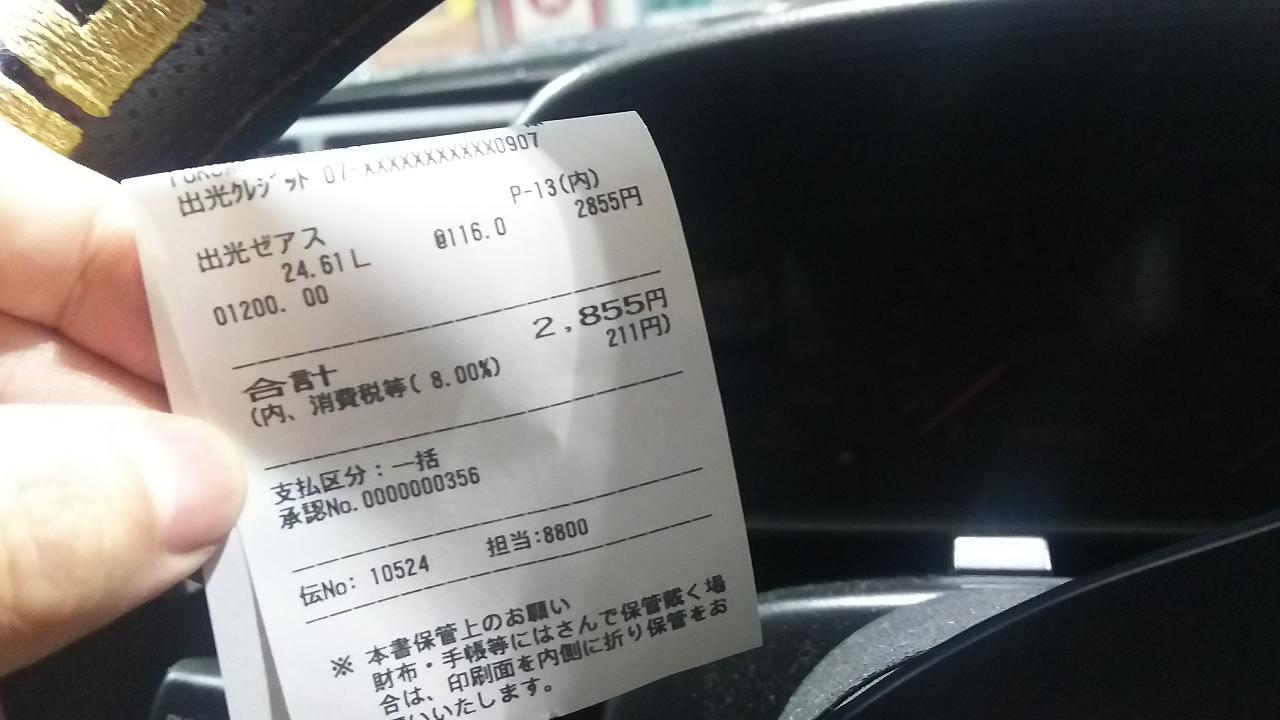 出光クレジット 07-XXXXXXXXXXX0907
P-13(内)
出光ゼアス 2855円
24.61L @116.0
01200. 00
合計 2,855円
(内、消費税等( 8.00%) 211円)
支払区分：一括
承認No.0000000356
伝No: 10524 担当:8800
※ 本書保管上のお願い
財布・手帳等にはさんで保管戴く場
合は、印刷面を内側に折り保管をお
いいたします。